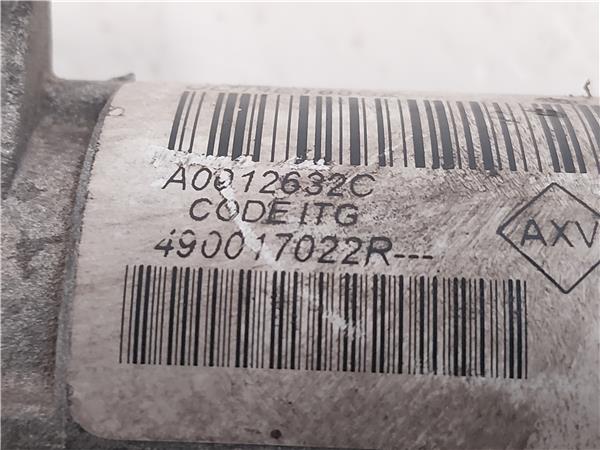 A0012632C
CODE ITG
490017022R---
AXV